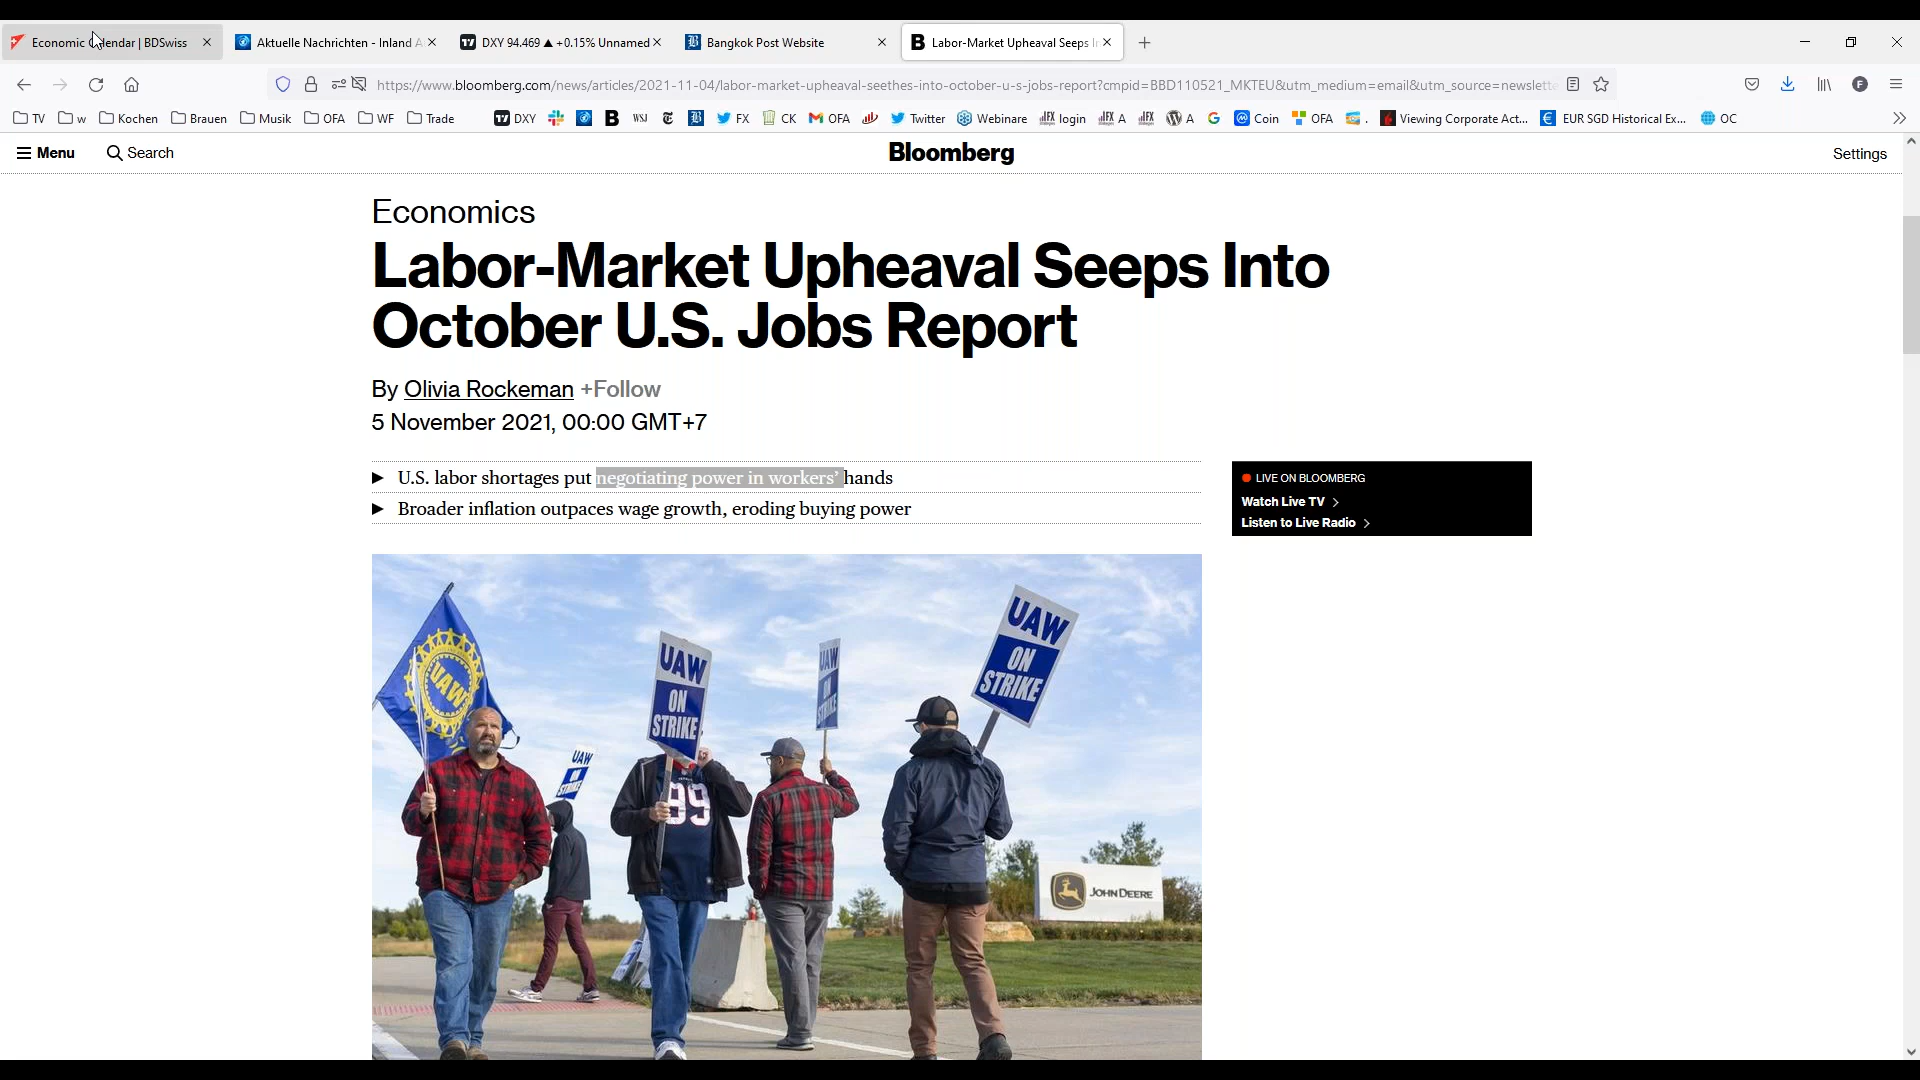 Economic Calendar | BDSwiss
Aktuelle Nachrichten - Inland A
DXY 94.469 ▲ +0.15% Unnamed
Bangkok Post Website
Labor-Market Upheaval Seeps In
https://www.bloomberg.com/news/articles/2021-11-04/labor-market-upheaval-seethes-into-october-u-s-jobs-report?cmpid=BBD110521_MKTEU&utm_medium=email&utm_source=newslette
TV w Kochen Brauen Musik OFA WF Trade DXY WSJ FX CK OFA Twitter Webinare login A A Coin OFA . Viewing Corporate Act... EUR SGD Historical Ex... OC
Menu Search Bloomberg Settings
Economics
Labor-Market Upheaval Seeps Into
October U.S. Jobs Report
By Olivia Rockeman +Follow
5 November 2021, 00:00 GMT+7
U.S. labor shortages put negotiating power in workers’ hands
Broader inflation outpaces wage growth, eroding buying power
LIVE ON BLOOMBERG
Watch Live TV
Listen to Live Radio
UAW
UAW
ON
STRIKE
UAW
ON
STRIKE
UAW
ON
STRIKE
UAW
ON
STRIKE
99
JOHN DEERE